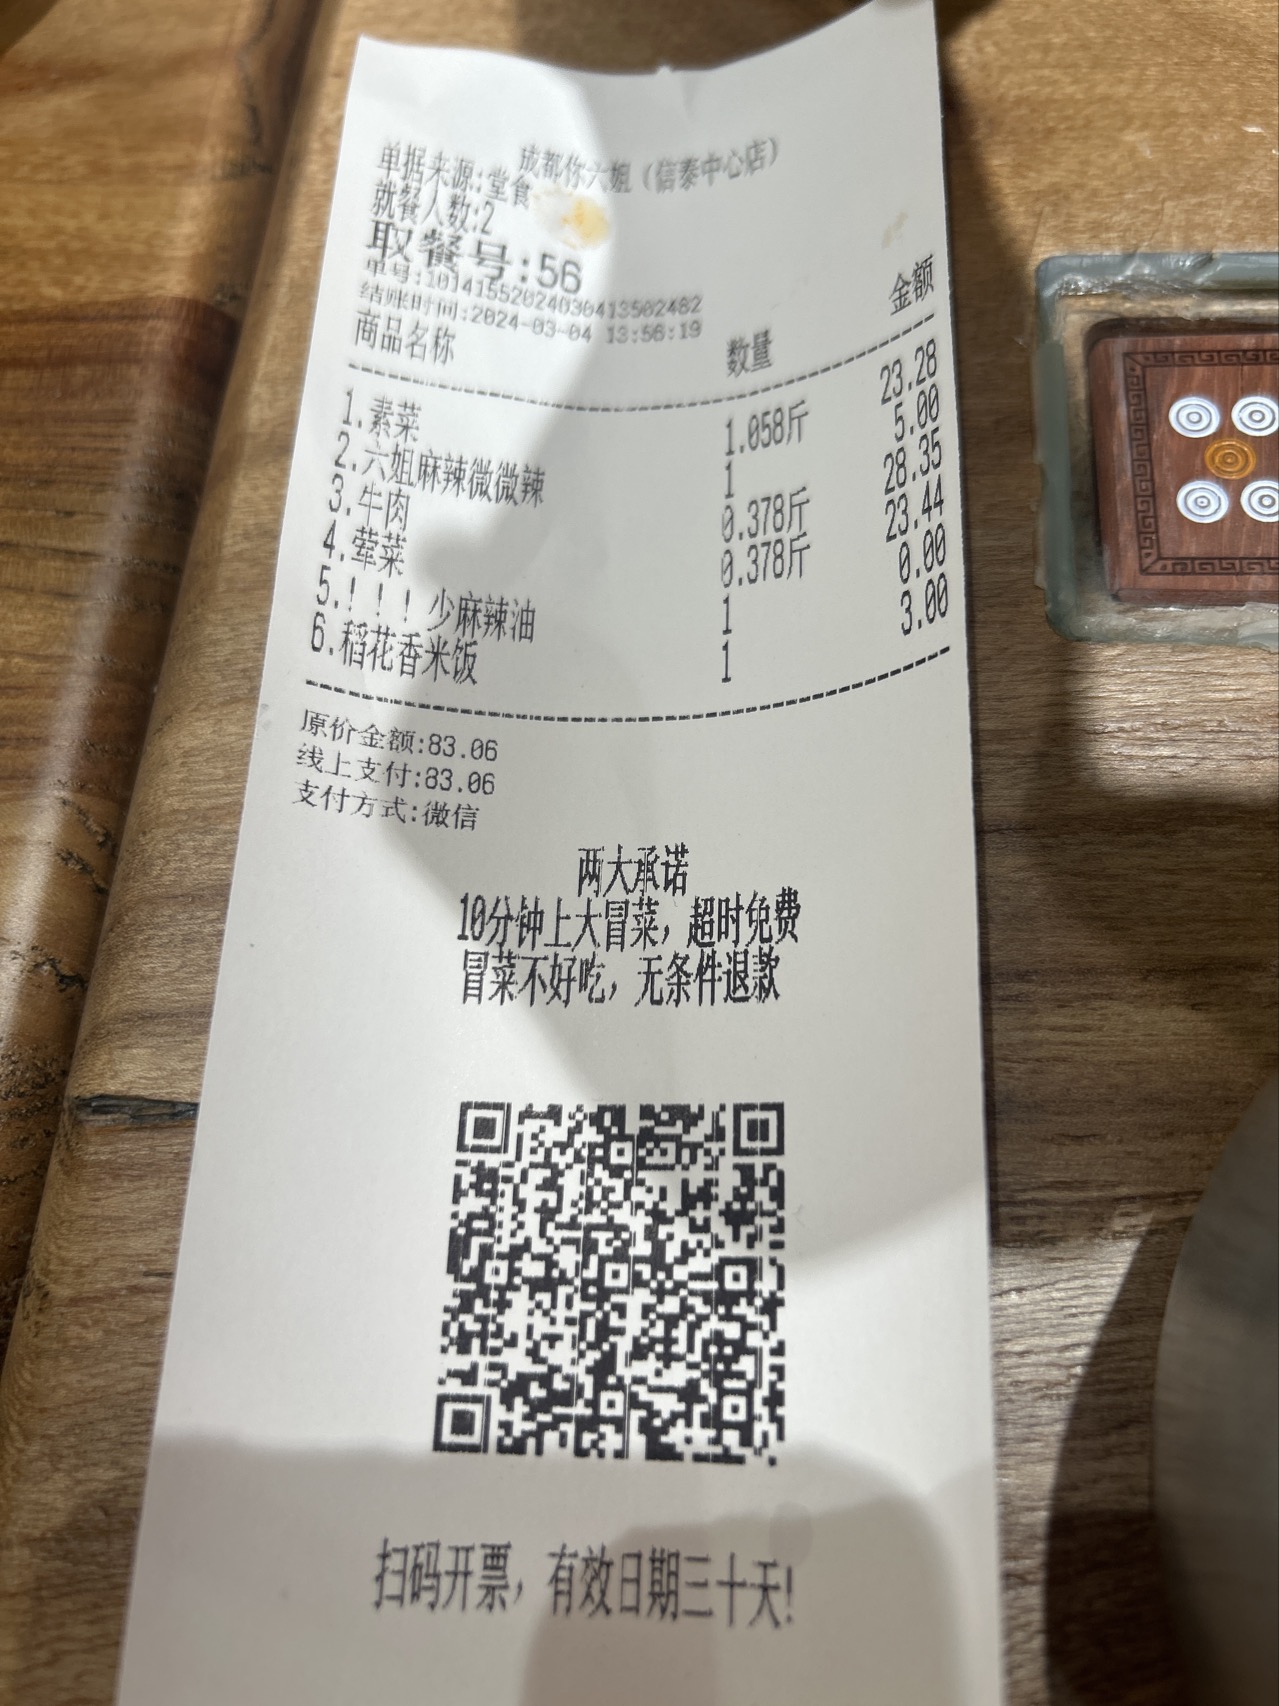 成都你六姐（信泰中心店）
单据来源:堂食
就餐人数:2
取餐号:56
单号:10141552024030413502482
结账时间:2024-03-04 13:56:19
商品名称 数量 金额
1.素菜 1.058斤 23.28
2.六姐麻辣微微辣 1 5.00
3.牛肉 0.378斤 28.35
4.荤菜 0.378斤 23.44
5.！！！少麻辣油 1 0.00
6.稻花香米饭 1 3.00
原价金额:83.06
线上支付:83.06
支付方式:微信
两大承诺
10分钟上大冒菜，超时免费
冒菜不好吃，无条件退款
扫码开票，有效日期三十天!